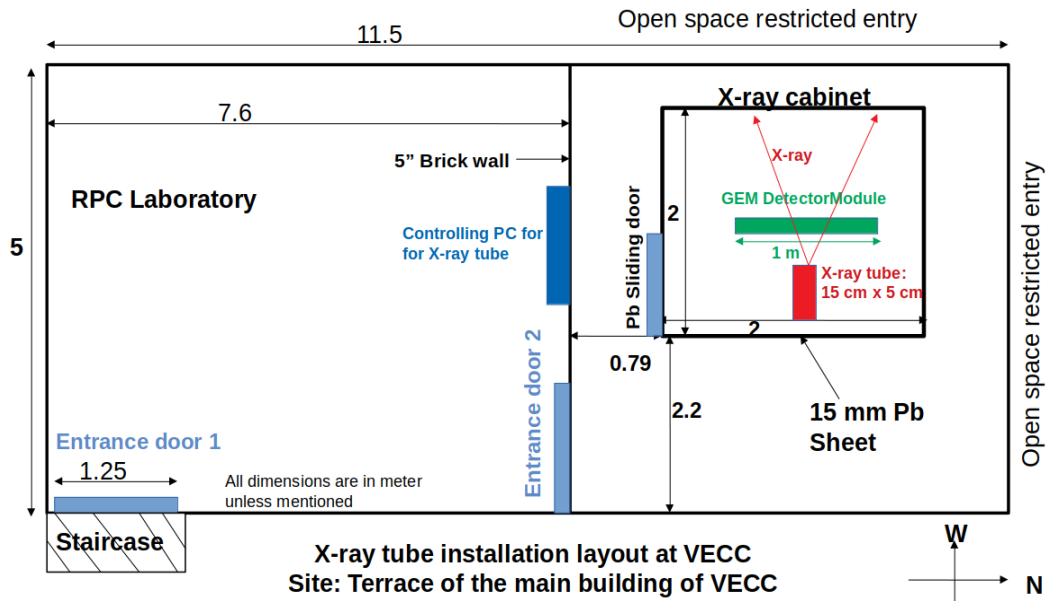 Open space restricted entry
11.5
X-ray cabinet
7.6
5” Brick wall
X-ray
RPC Laboratory
GEM DetectorModule
Pb Sliding door
2
Controlling PC for
for X-ray tube
5
1 m
X-ray tube:
15 cm x 5 cm
Open space restricted entry
2
0.79
Entrance door 2
2.2
15 mm Pb
Sheet
Entrance door 1
1.25
All dimensions are in meter
unless mentioned
Staircase
X-ray tube installation layout at VECC
Site: Terrace of the main building of VECC
W
N